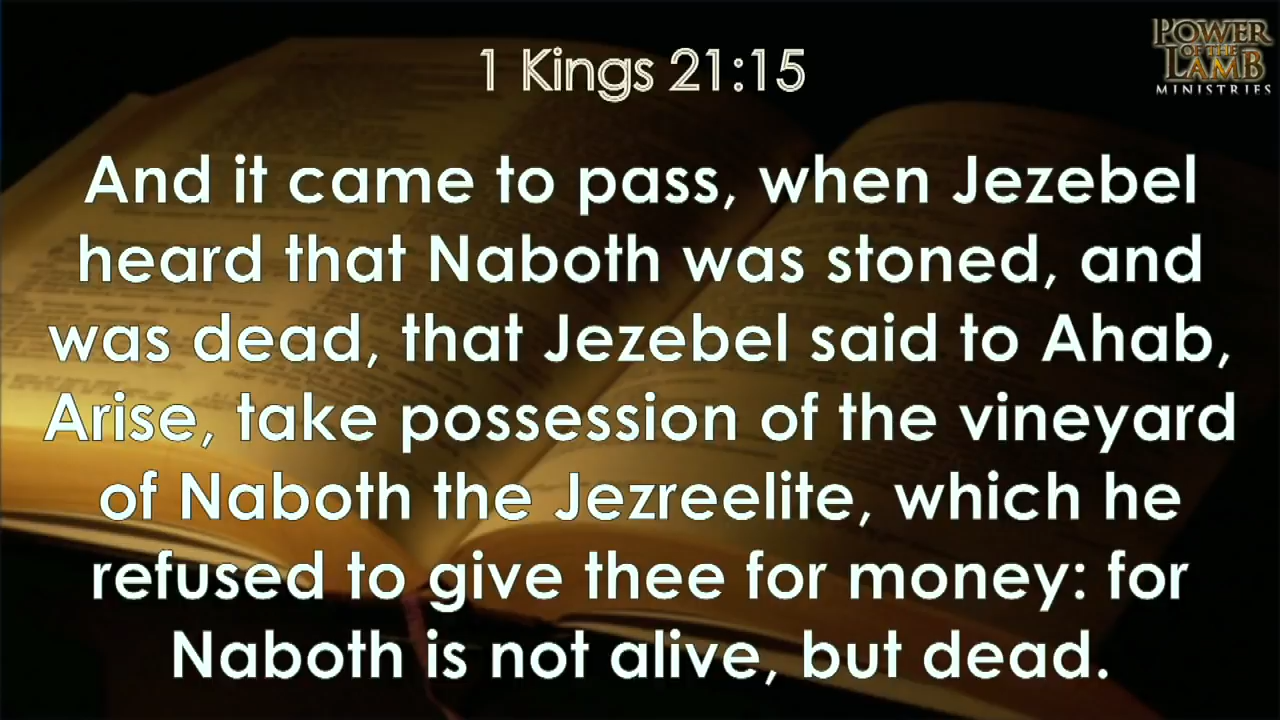 1 Kings 21:15
POWER
OF THE
LAMB
MINISTRIES
And it came to pass, when Jezebel
heard that Naboth was stoned, and
was dead, that Jezebel said to Ahab,
Arise, take possession of the vineyard
of Naboth the Jezreelite, which he
refused to give thee for money: for
Naboth is not alive, but dead.